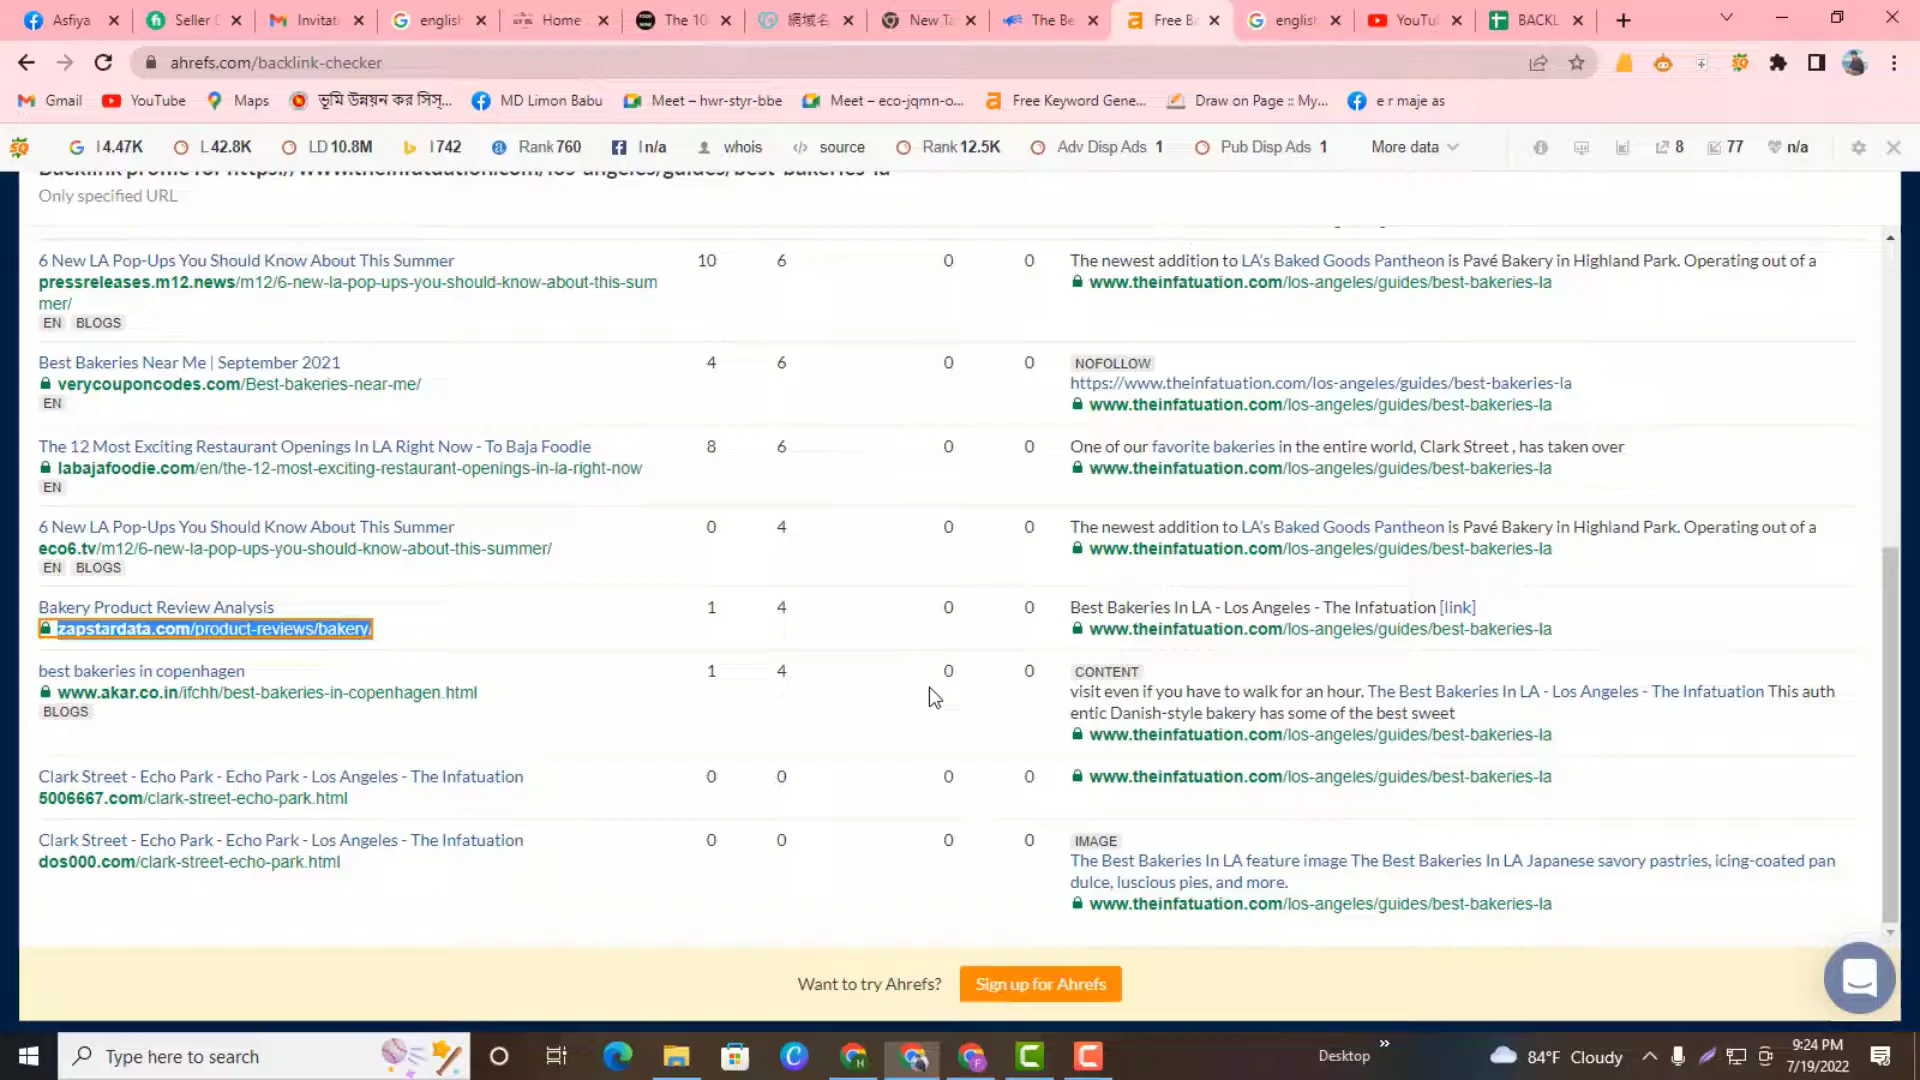 Asfiya
Seller
Invitat
english
Home
The 10
網域名
New Ta
The Be
Free Ba
english
YouTu
BACKL
ahrefs.com/backlink-checker
Gmail
YouTube
Maps
ভূমি উন্নয়ন কর সিস্...
MD Limon Babu
Meet – hwr-styr-bbe
Meet – eco-jqmn-o...
Free Keyword Gene...
Draw on Page :: My...
e r maje as
I 4.47K
L 42.8K
LD 10.8M
I 742
Rank 760
I n/a
whois
source
Rank 12.5K
Adv Disp Ads 1
Pub Disp Ads 1
More data
8
77
n/a
Backlink profile for https://www.theinfatuation.com/los-angeles/guides/best-bakeries-la
Only specified URL
6 New LA Pop-Ups You Should Know About This Summer 10 6 0 0 The newest addition to LA's Baked Goods Pantheon is Pavé Bakery in Highland Park. Operating out of a
pressreleases.m12.news/m12/6-new-la-pop-ups-you-should-know-about-this-sum www.theinfatuation.com/los-angeles/guides/best-bakeries-la
mer/
EN BLOGS
Best Bakeries Near Me | September 2021 4 6 0 0 NOFOLLOW
verycouponcodes.com/Best-bakeries-near-me/ https://www.theinfatuation.com/los-angeles/guides/best-bakeries-la
EN www.theinfatuation.com/los-angeles/guides/best-bakeries-la
The 12 Most Exciting Restaurant Openings In LA Right Now - To Baja Foodie 8 6 0 0 One of our favorite bakeries in the entire world, Clark Street , has taken over
labajafoodie.com/en/the-12-most-exciting-restaurant-openings-in-la-right-now www.theinfatuation.com/los-angeles/guides/best-bakeries-la
EN
6 New LA Pop-Ups You Should Know About This Summer 0 4 0 0 The newest addition to LA's Baked Goods Pantheon is Pavé Bakery in Highland Park. Operating out of a
eco6.tv/m12/6-new-la-pop-ups-you-should-know-about-this-summer/ www.theinfatuation.com/los-angeles/guides/best-bakeries-la
EN BLOGS
Bakery Product Review Analysis 1 4 0 0 Best Bakeries In LA - Los Angeles - The Infatuation [link]
zapstardata.com/product-reviews/bakery/ www.theinfatuation.com/los-angeles/guides/best-bakeries-la
best bakeries in copenhagen 1 4 0 0 CONTENT
www.akar.co.in/ifchh/best-bakeries-in-copenhagen.html visit even if you have to walk for an hour. The Best Bakeries In LA - Los Angeles - The Infatuation This auth
BLOGS entic Danish-style bakery has some of the best sweet
www.theinfatuation.com/los-angeles/guides/best-bakeries-la
Clark Street - Echo Park - Echo Park - Los Angeles - The Infatuation 0 0 0 0 www.theinfatuation.com/los-angeles/guides/best-bakeries-la
5006667.com/clark-street-echo-park.html
Clark Street - Echo Park - Echo Park - Los Angeles - The Infatuation 0 0 0 0 IMAGE
dos000.com/clark-street-echo-park.html The Best Bakeries In LA feature image The Best Bakeries In LA Japanese savory pastries, icing-coated pan
dulce, luscious pies, and more.
www.theinfatuation.com/los-angeles/guides/best-bakeries-la
Want to try Ahrefs? Sign up for Ahrefs
Type here to search
Desktop
84°F Cloudy
9:24 PM
7/19/2022